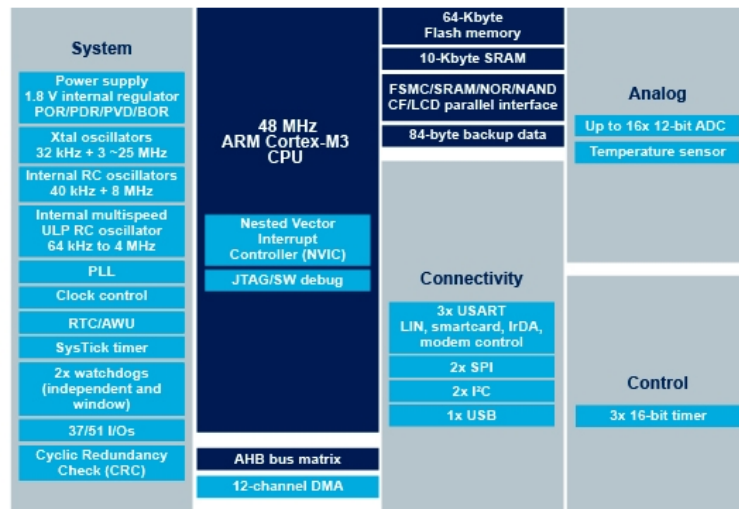 System
Power supply
1.8 V internal regulator
POR/PDR/PVD/BOR
Xtal oscillators
32 kHz + 3 ~25 MHz
Internal RC oscillators
40 kHz + 8 MHz
Internal multispeed
ULP RC oscillator
64 kHz to 4 MHz
PLL
Clock control
RTC/AWU
SysTick timer
2x watchdogs
(independent and
window)
37/51 I/Os
Cyclic Redundancy
Check (CRC)
48 MHz
ARM Cortex-M3
CPU
Nested Vector
Interrupt
Controller (NVIC)
JTAG/SW debug
AHB bus matrix
12-channel DMA
64-Kbyte
Flash memory
10-Kbyte SRAM
FSMC/SRAM/NOR/NAND
CF/LCD parallel interface
84-byte backup data
Connectivity
3x USART
LIN, smartcard, IrDA,
modem control
2x SPI
2x I²C
1x USB
Analog
Up to 16x 12-bit ADC
Temperature sensor
Control
3x 16-bit timer